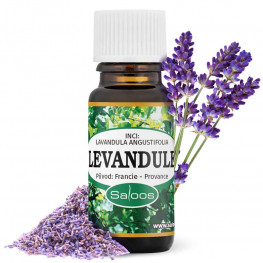 INCI:
LAVANDULA ANGUSTIFOLIA
LEVANDULE
Původ: Francie - Provence
Saloos